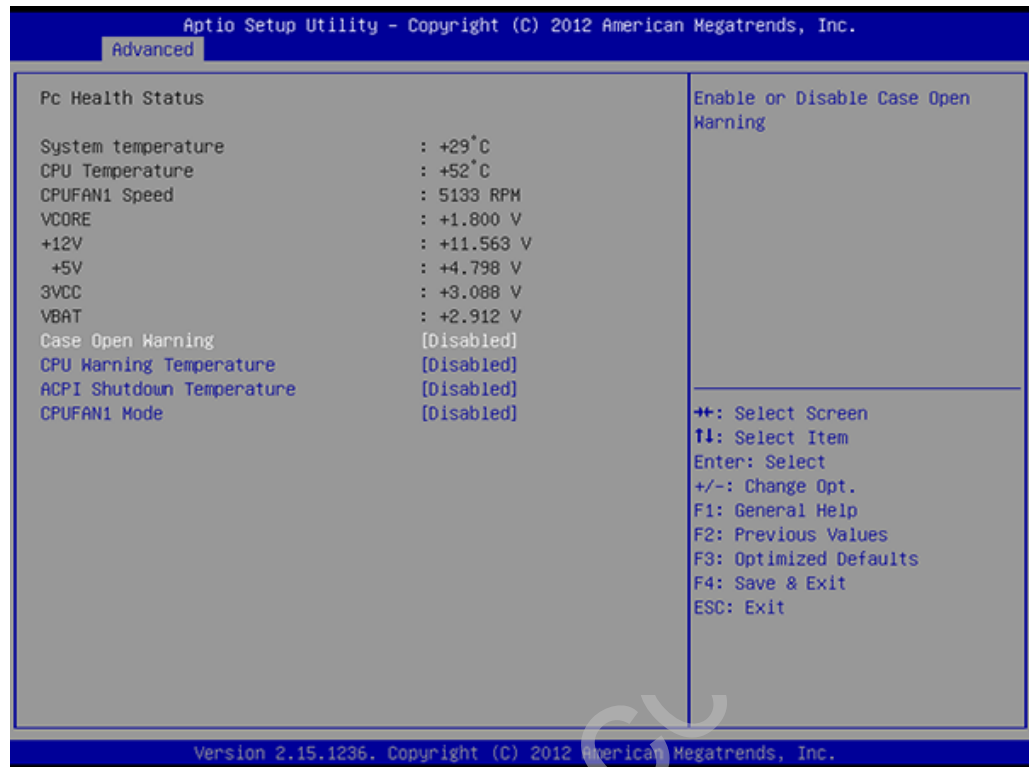 Aptio Setup Utility – Copyright (C) 2012 American Megatrends, Inc.
Advanced
Pc Health Status
System temperature : +29°C
CPU Temperature : +52°C
CPUFAN1 Speed : 5133 RPM
VCORE : +1.800 V
+12V : +11.563 V
+5V : +4.798 V
3VCC : +3.088 V
VBAT : +2.912 V
Case Open Warning [Disabled]
CPU Warning Temperature [Disabled]
ACPI Shutdown Temperature [Disabled]
CPUFAN1 Mode [Disabled]
Enable or Disable Case Open
Warning
→←: Select Screen
↑↓: Select Item
Enter: Select
+/-: Change Opt.
F1: General Help
F2: Previous Values
F3: Optimized Defaults
F4: Save & Exit
ESC: Exit
Version 2.15.1236. Copyright (C) 2012 American Megatrends, Inc.